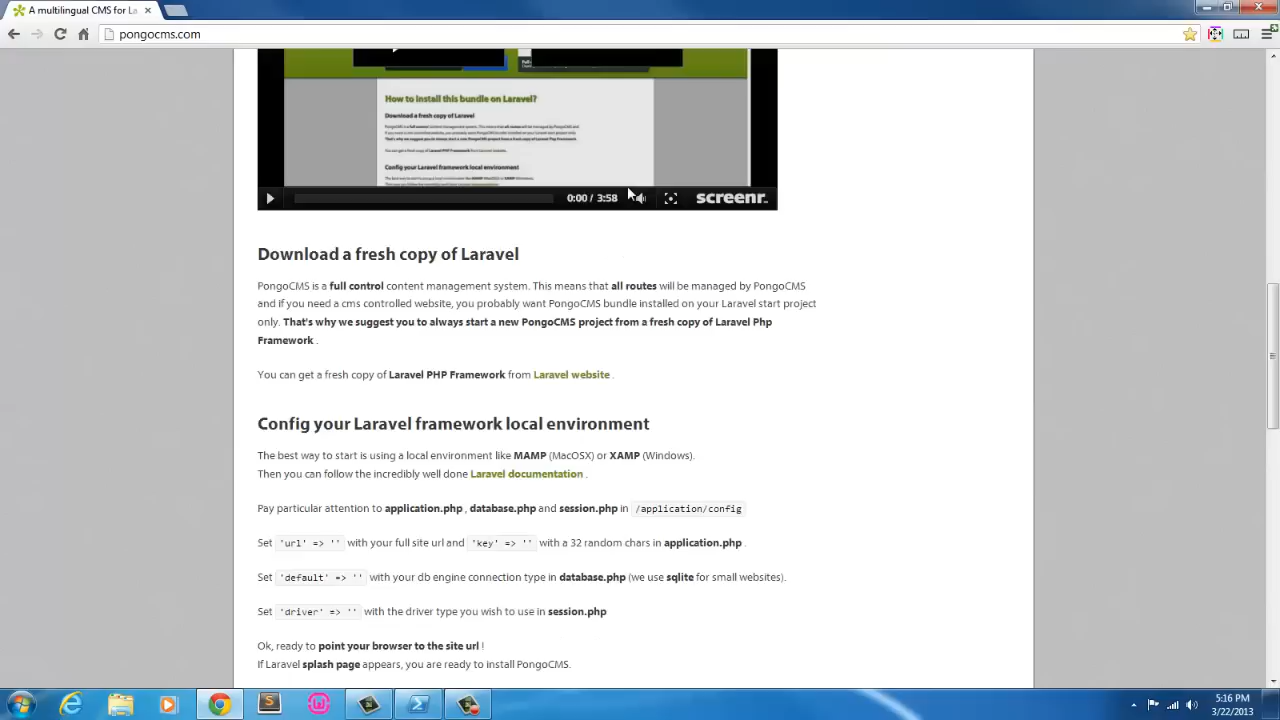 A multilingual CMS for La
pongocms.com
How to install this bundle on Laravel?
Download a fresh copy of Laravel
Config your Laravel framework local environment
0:00 / 3:58
screenr
Download a fresh copy of Laravel
PongoCMS is a full control content management system. This means that all routes will be managed by PongoCMS
and if you need a cms controlled website, you probably want PongoCMS bundle installed on your Laravel start project
only. That's why we suggest you to always start a new PongoCMS project from a fresh copy of Laravel Php
Framework .
You can get a fresh copy of Laravel PHP Framework from Laravel website .
Config your Laravel framework local environment
The best way to start is using a local environment like MAMP (MacOSX) or XAMP (Windows).
Then you can follow the incredibly well done Laravel documentation .
Pay particular attention to application.php , database.php and session.php in /application/config
Set 'url' => '' with your full site url and 'key' => '' with a 32 random chars in application.php .
Set 'default' => '' with your db engine connection type in database.php (we use sqlite for small websites).
Set 'driver' => '' with the driver type you wish to use in session.php
Ok, ready to point your browser to the site url !
If Laravel splash page appears, you are ready to install PongoCMS.
5:16 PM
3/22/2013